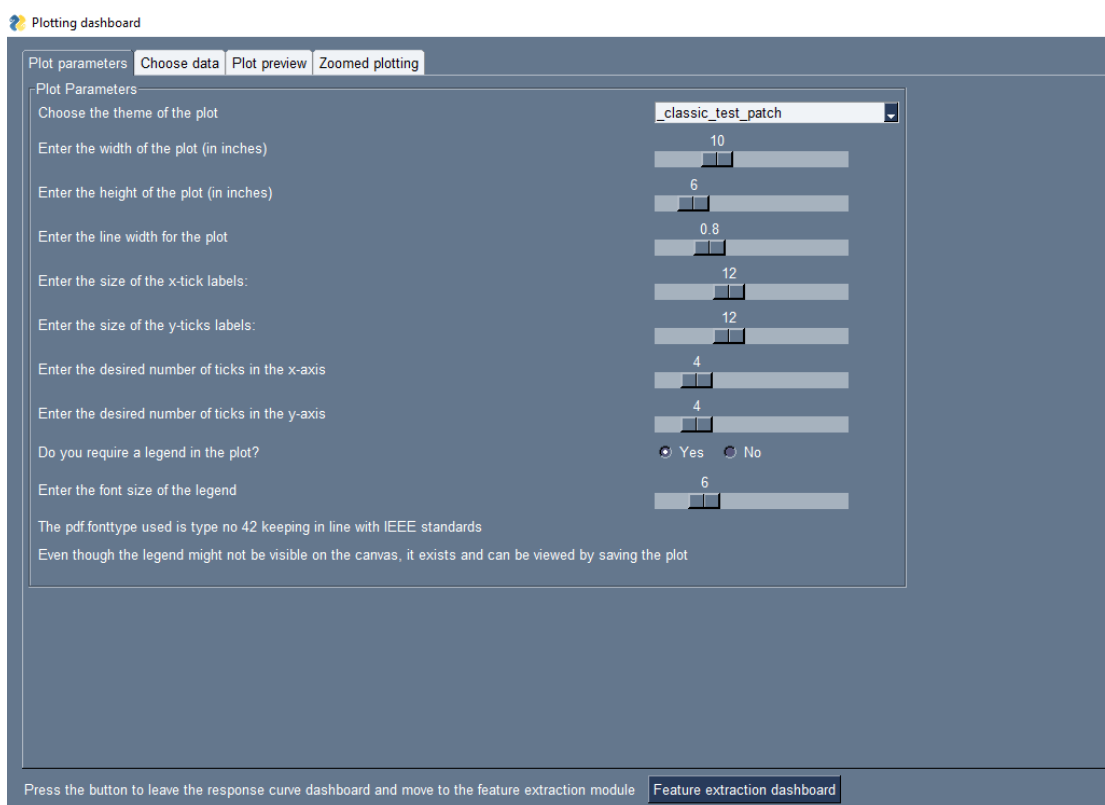 Plotting dashboard
Plot parameters Choose data Plot preview Zoomed plotting
Plot Parameters
Choose the theme of the plot _classic_test_patch
10
Enter the width of the plot (in inches)
6
Enter the height of the plot (in inches)
0.8
Enter the line width for the plot
12
Enter the size of the x-tick labels:
12
Enter the size of the y-ticks labels:
4
Enter the desired number of ticks in the x-axis
4
Enter the desired number of ticks in the y-axis
Do you require a legend in the plot? Yes No
6
Enter the font size of the legend
The pdf.fonttype used is type no 42 keeping in line with IEEE standards
Even though the legend might not be visible on the canvas, it exists and can be viewed by saving the plot
Press the button to leave the response curve dashboard and move to the feature extraction module Feature extraction dashboard